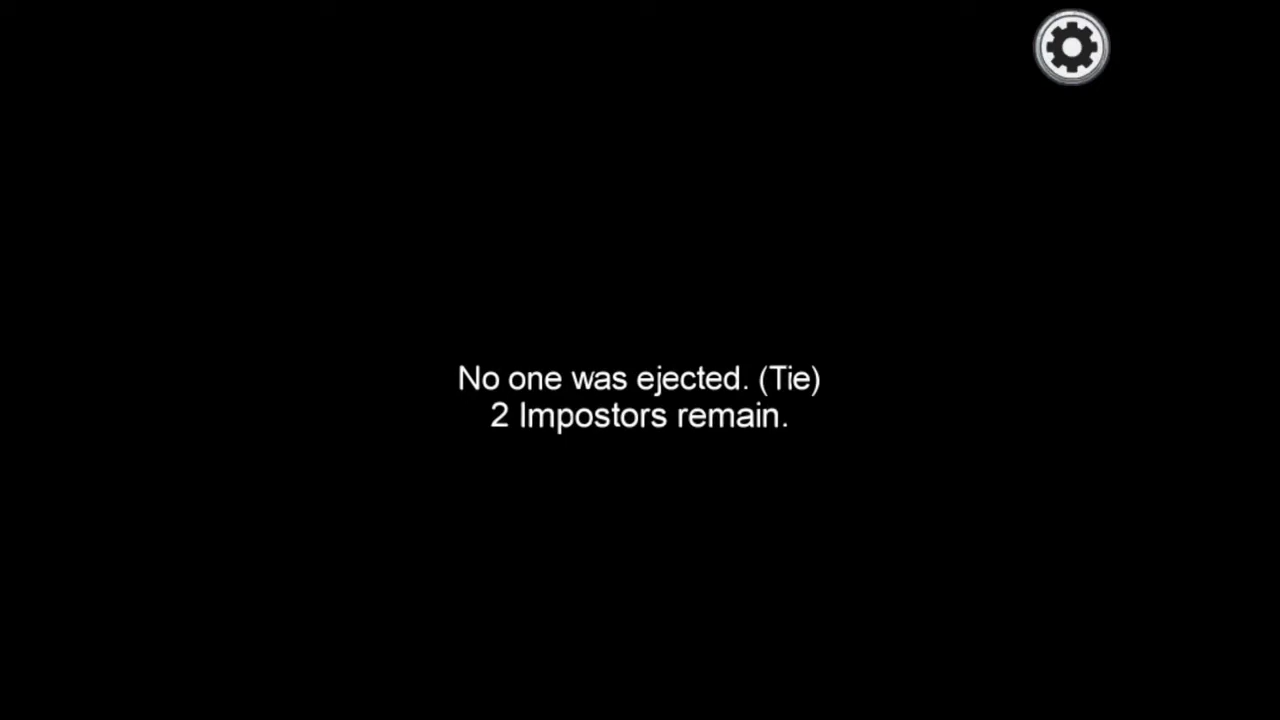 No one was ejected. (Tie)
2 Impostors remain.